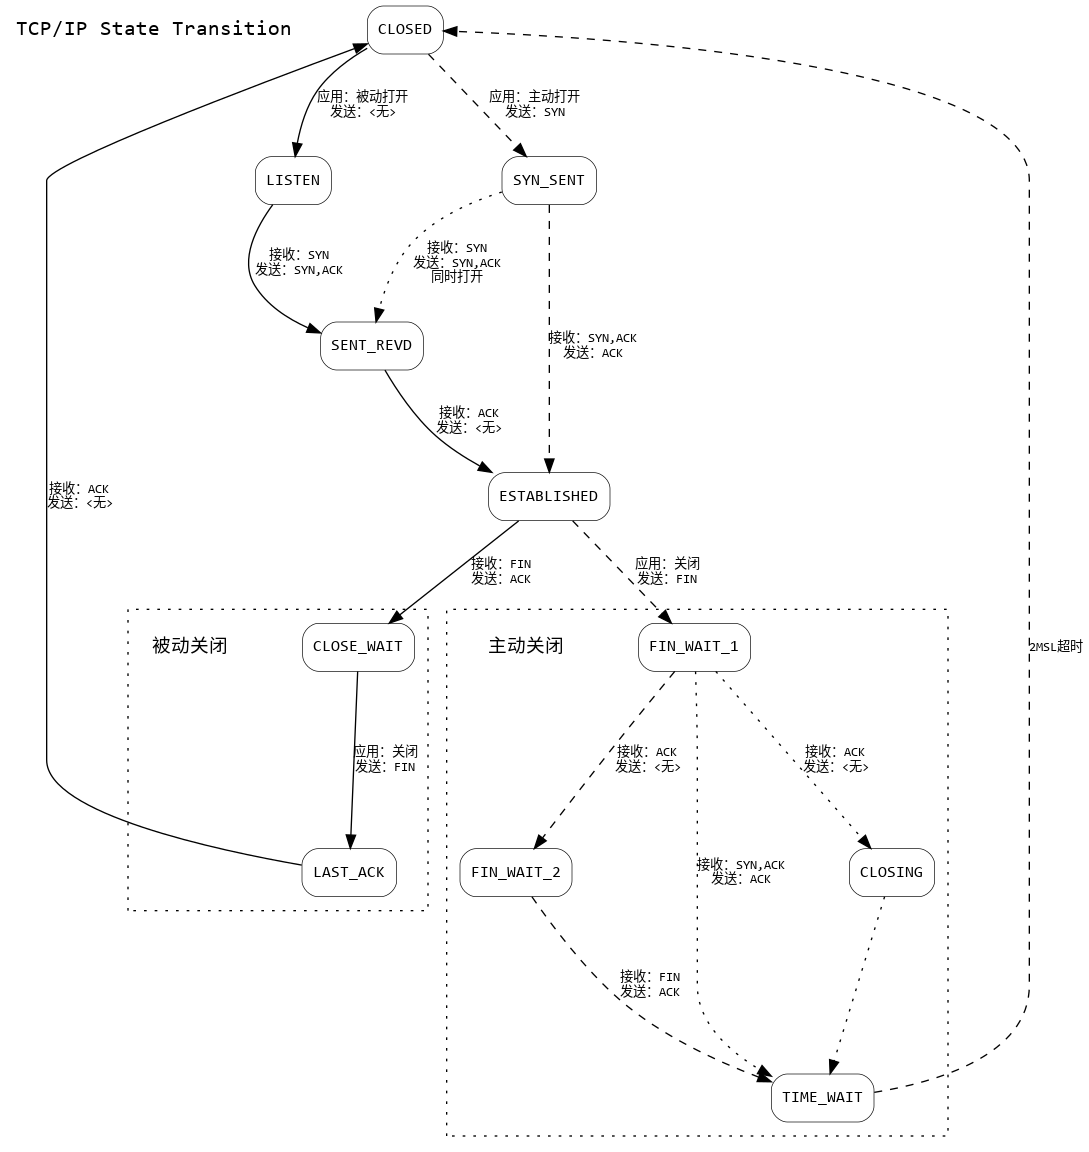 TCP/IP State Transition
CLOSED
应用: 被动打开
发送: <无>
应用: 主动打开
发送: SYN
LISTEN
SYN_SENT
接收: SYN
发送: SYN,ACK
接收: SYN
发送: SYN,ACK
同时打开
SENT_REVD
接收: SYN,ACK
发送: ACK
接收: ACK
发送: <无>
接收: ACK
发送: <无>
ESTABLISHED
接收: FIN
发送: ACK
应用: 关闭
发送: FIN
被动关闭
CLOSE_WAIT
主动关闭
FIN_WAIT_1
2MSL超时
应用: 关闭
发送: FIN
接收: ACK
发送: <无>
接收: ACK
发送: <无>
LAST_ACK
FIN_WAIT_2
接收: SYN,ACK
发送: ACK
CLOSING
接收: FIN
发送: ACK
TIME_WAIT